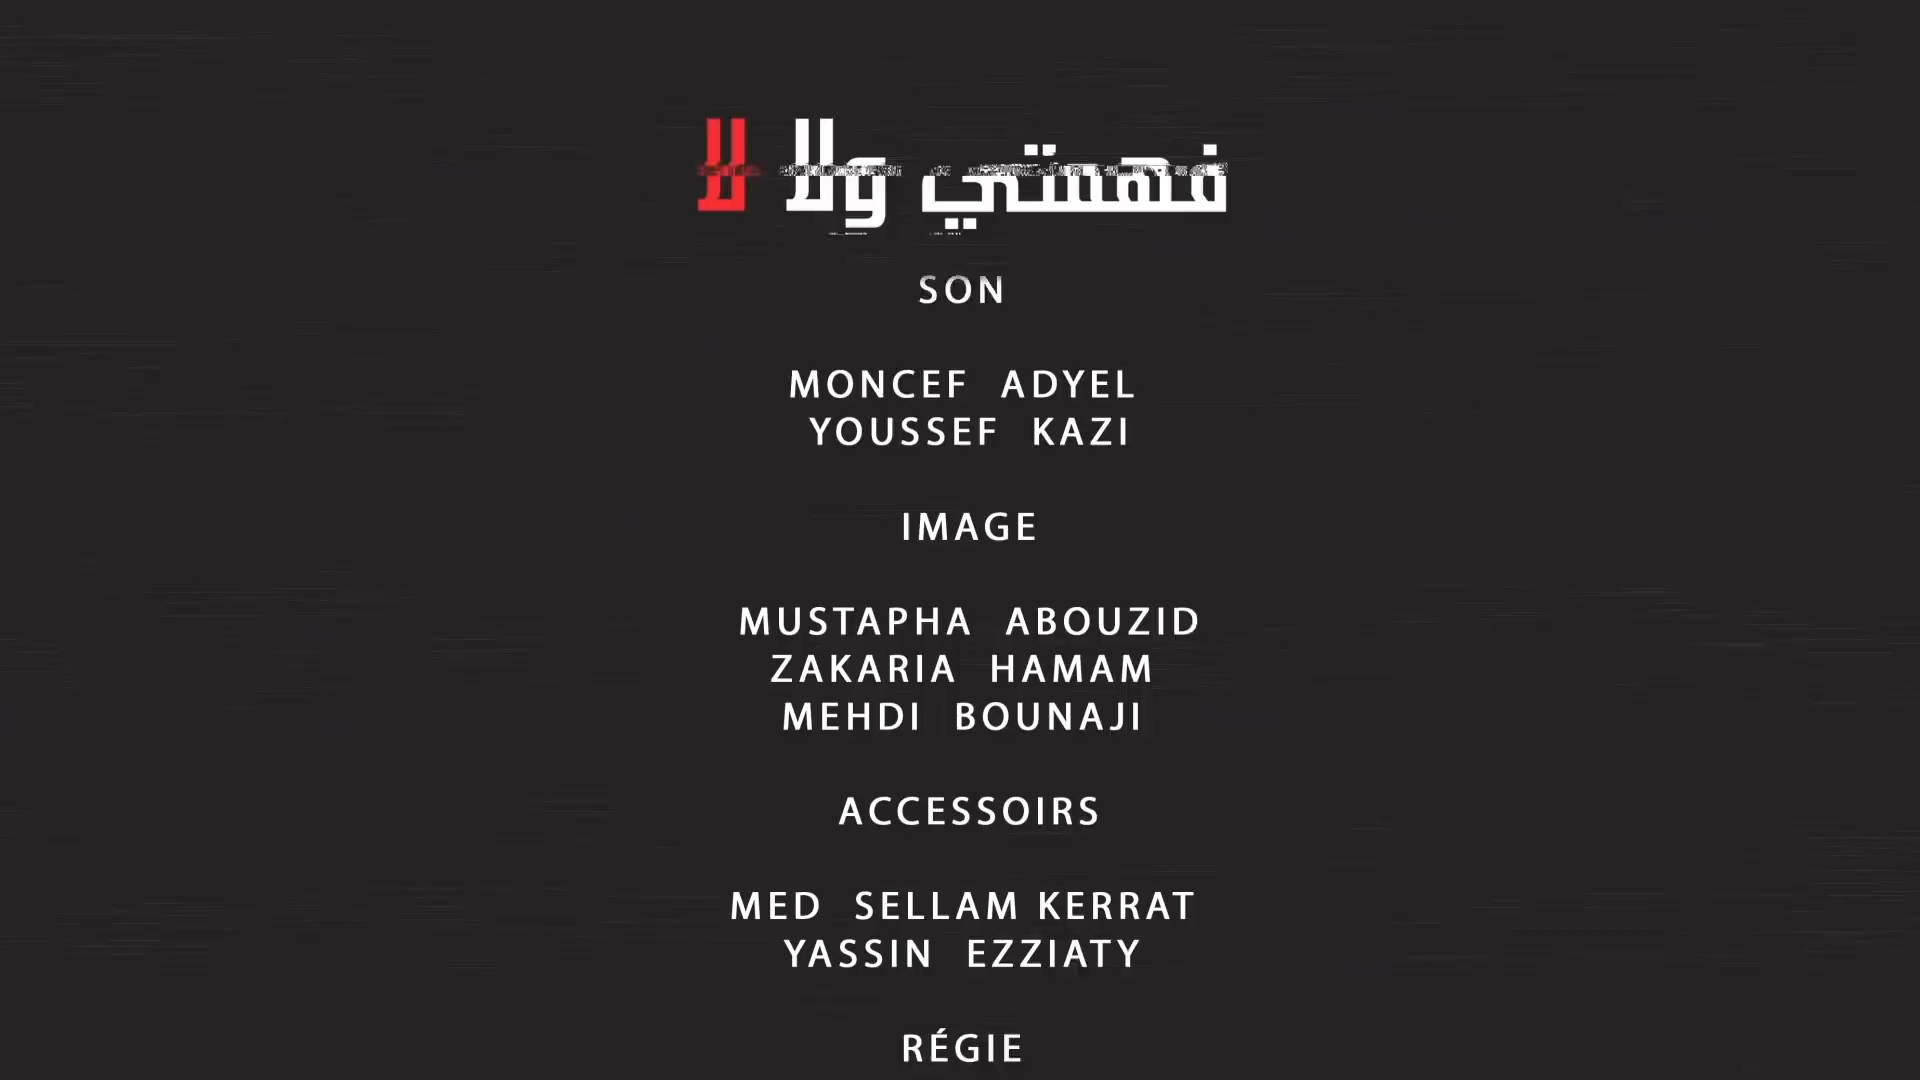 فهمتي ولا لا
SON
MONCEF ADYEL
YOUSSEF KAZI
IMAGE
MUSTAPHA ABOUZID
ZAKARIA HAMAM
MEHDI BOUNAJI
ACCESSOIRS
MED SELLAM KERRAT
YASSIN EZZIATY
RÉGIE